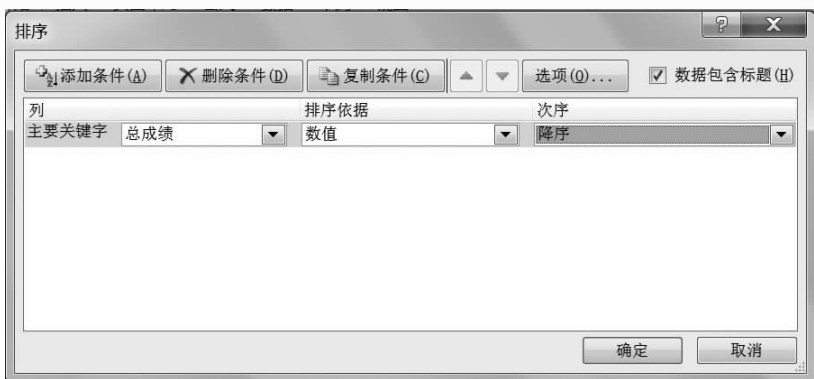 排序
添加条件(A) 删除条件(D) 复制条件(C) 选项(O)... 数据包含标题(H)
列 排序依据 次序
主要关键字 总成绩 数值 降序
确定 取消